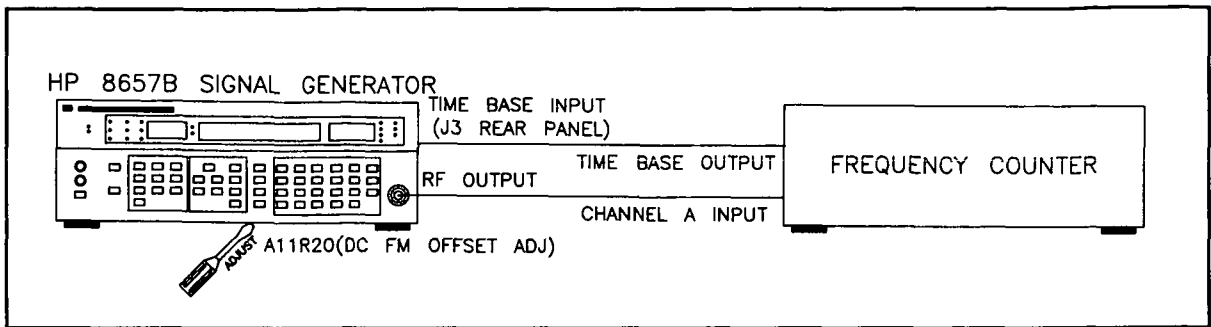 HP 8657B SIGNAL GENERATOR
TIME BASE INPUT
(J3 REAR PANEL)
TIME BASE OUTPUT
FREQUENCY COUNTER
RF OUTPUT
CHANNEL A INPUT
ADJUST
A11R20(DC FM OFFSET ADJ)